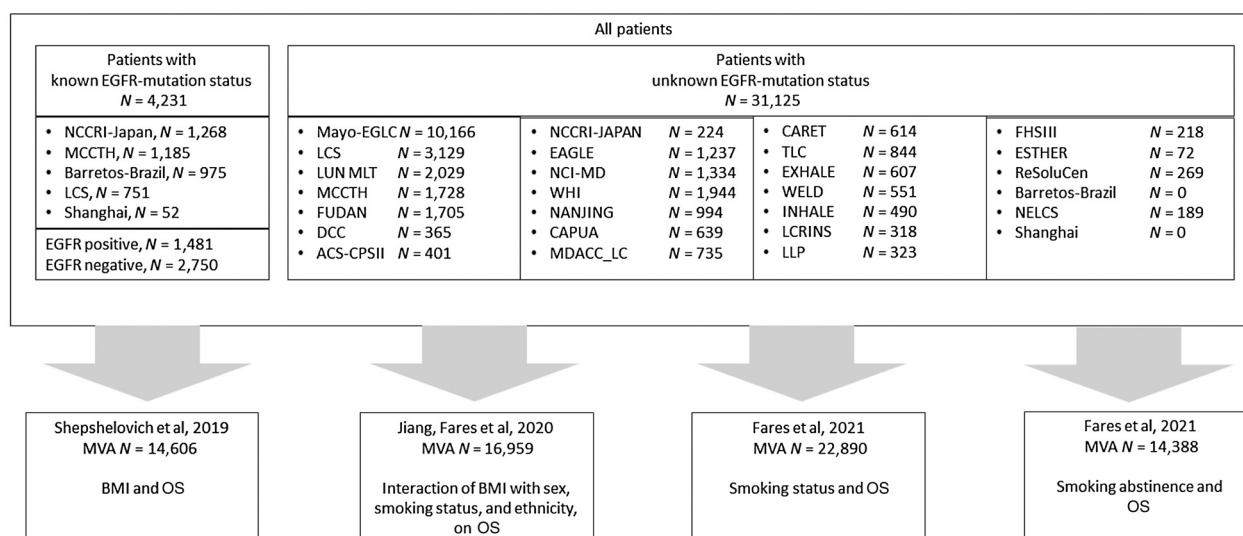 All patients
Patients with
known EGFR-mutation status
N = 4,231
• NCCRI-Japan, N = 1,268
• MCCTH, N = 1,185
• Barretos-Brazil, N = 975
• LCS, N = 751
• Shanghai, N = 52
EGFR positive, N = 1,481
EGFR negative, N = 2,750
Patients with
unknown EGFR-mutation status
N = 31,125
• Mayo-EGLC N = 10,166
• LCS N = 3,129
• LUN MLT N = 2,029
• MCCTH N = 1,728
• FUDAN N = 1,705
• DCC N = 365
• ACS-CPSII N = 401
• NCCRI-JAPAN N = 224
• EAGLE N = 1,237
• NCI-MD N = 1,334
• WHI N = 1,944
• NANJING N = 994
• CAPUA N = 639
• MDACC_LC N = 735
• CARET N = 614
• TLC N = 844
• EXHALE N = 607
• WELD N = 551
• INHALE N = 490
• LCRINS N = 318
• LLP N = 323
• FHSIII N = 218
• ESTHER N = 72
• ReSoluCen N = 269
• Barretos-Brazil N = 0
• NELCS N = 189
• Shanghai N = 0
Shepshelovich et al, 2019
MVA N = 14,606
BMI and OS
Jiang, Fares et al, 2020
MVA N = 16,959
Interaction of BMI with sex,
smoking status, and ethnicity,
on OS
Fares et al, 2021
MVA N = 22,890
Smoking status and OS
Fares et al, 2021
MVA N = 14,388
Smoking abstinence and
OS